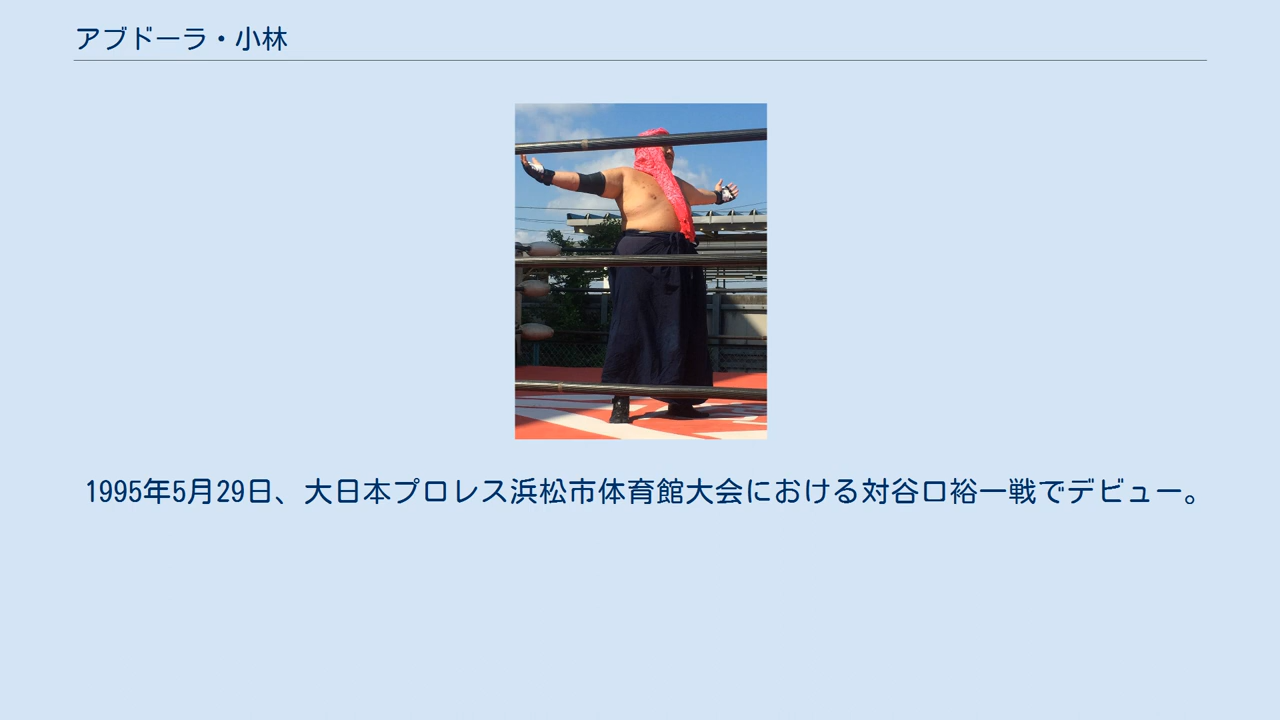 アブドーラ・小林
1995年5月29日、大日本プロレス浜松市体育館大会における対谷口裕一戦でデビュー。